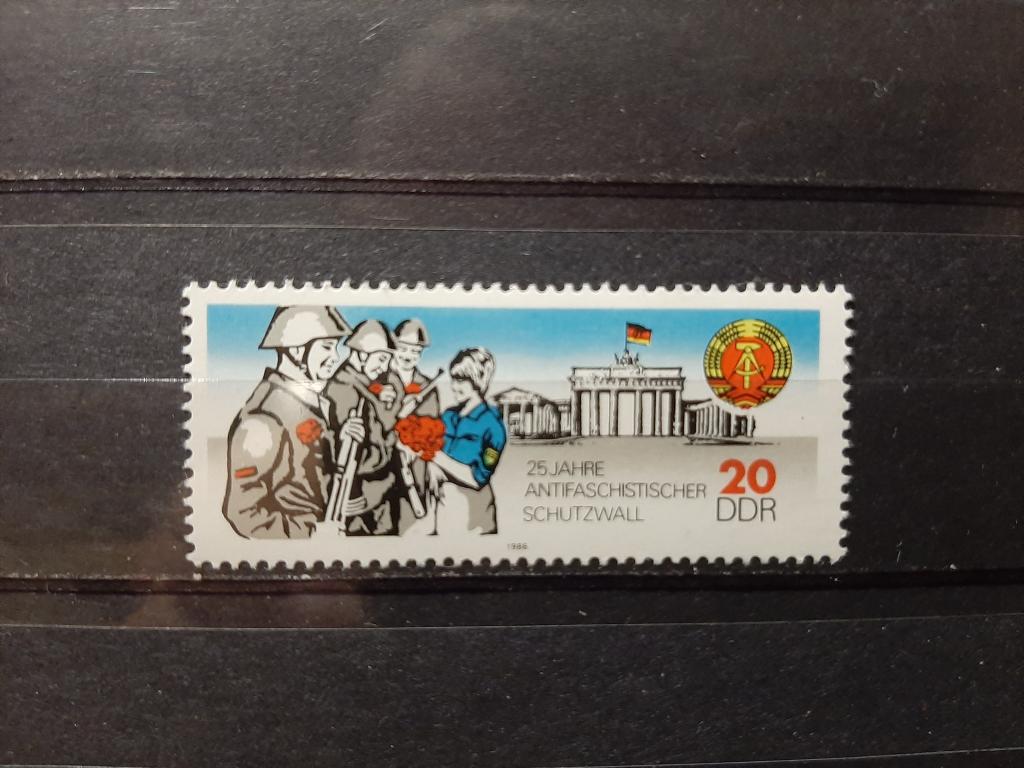 25 JAHRE
ANTIFASCHISTISCHER
SCHUTZWALL
20
DDR
1986